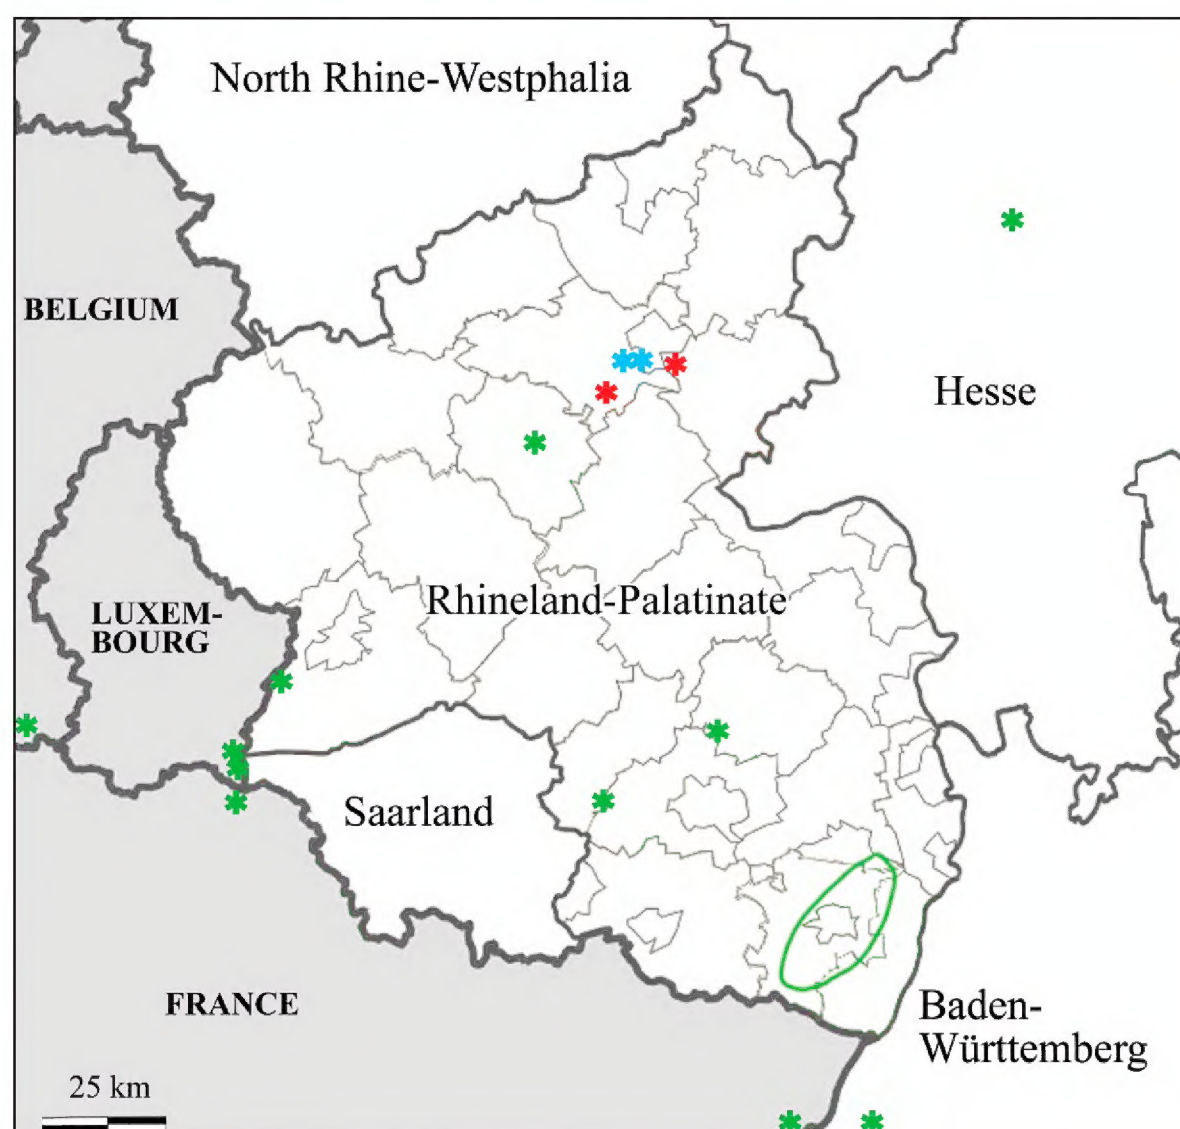 North Rhine-Westphalia
BELGIUM
Hesse
Rhineland-Palatinate
LUXEM-
BOURG
Saarland
FRANCE
Baden-
Württemberg
25 km